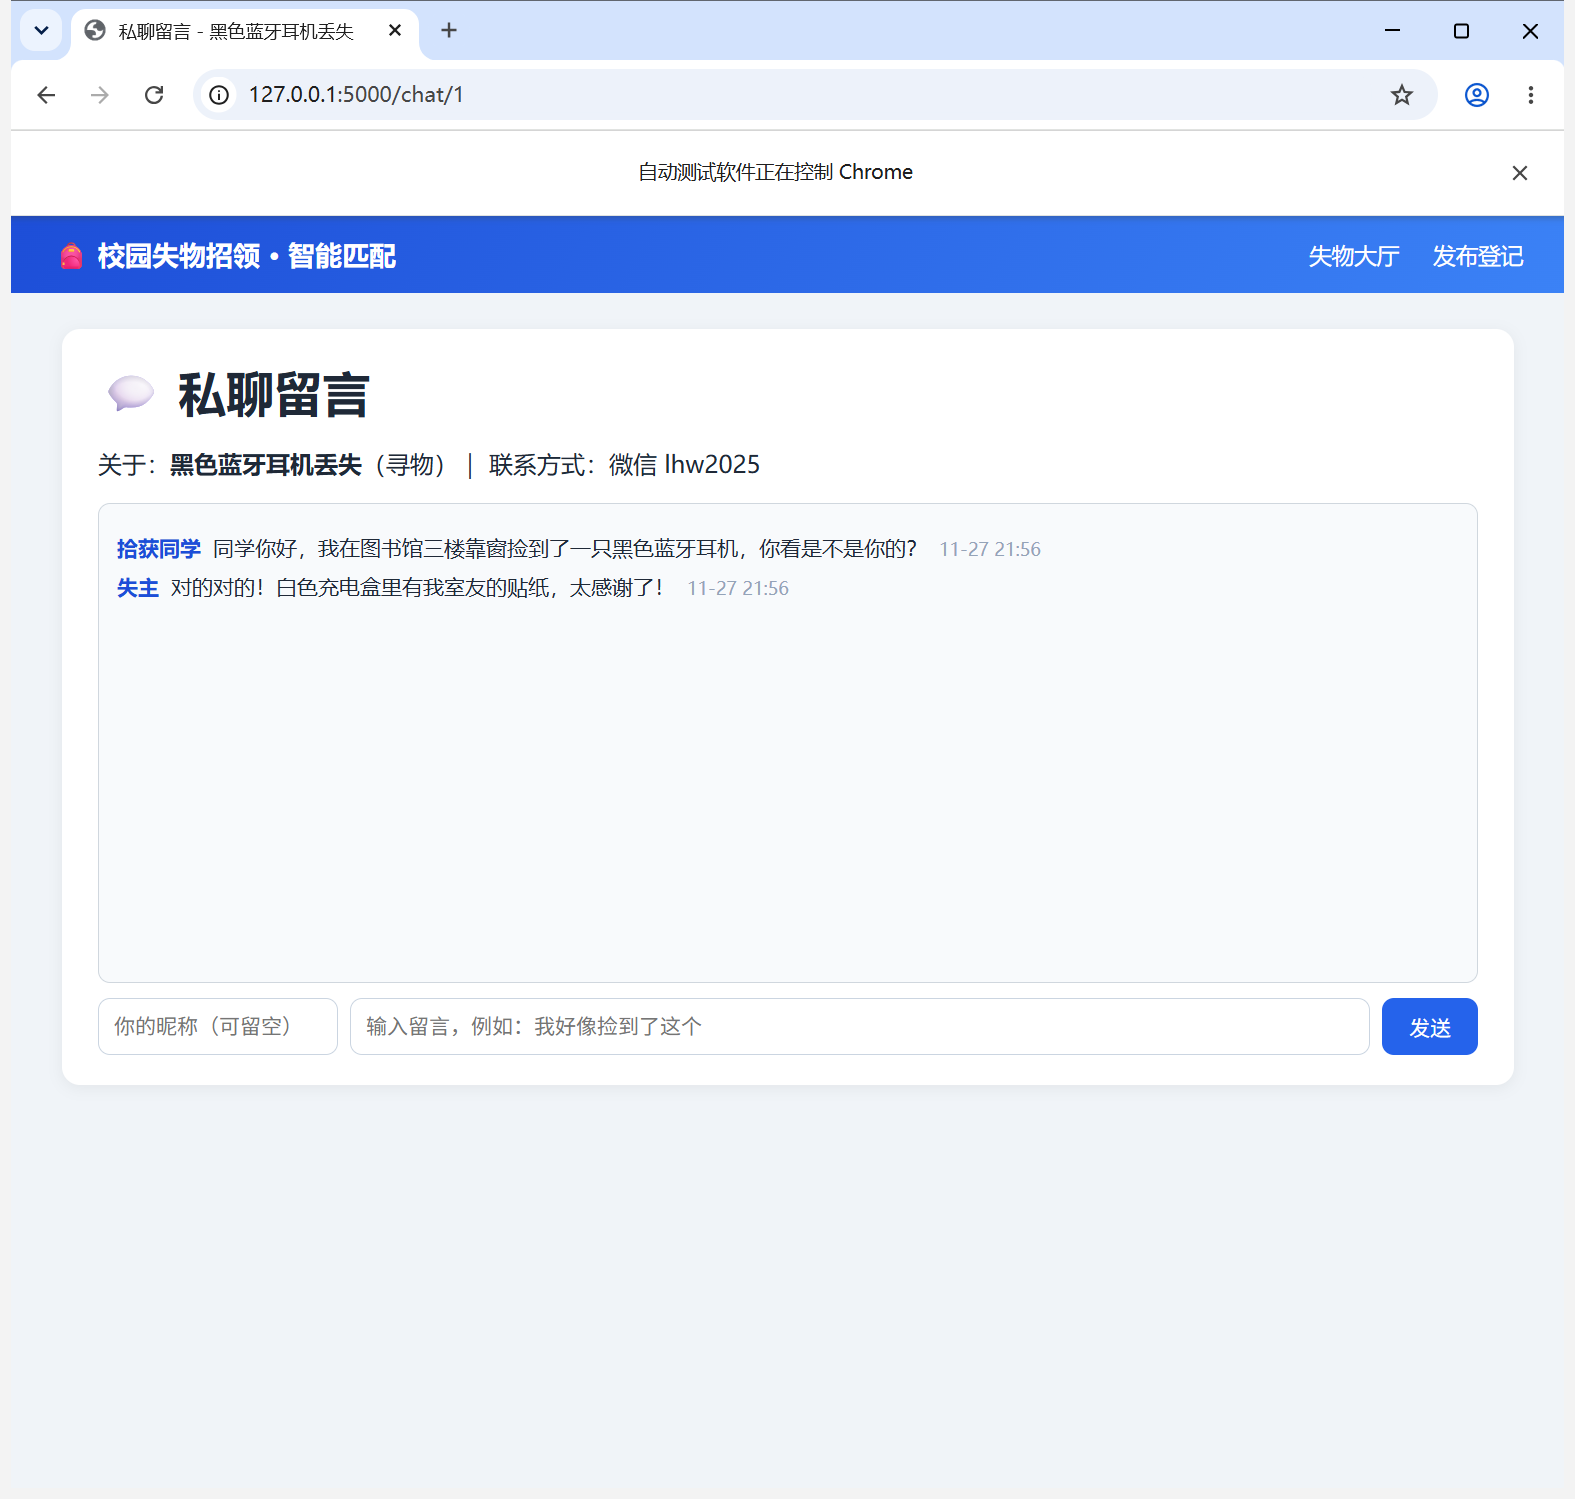 私聊留言 - 黑色蓝牙耳机丢失
127.0.0.1:5000/chat/1
自动测试软件正在控制 Chrome
校园失物招领 • 智能匹配
失物大厅 发布登记
私聊留言
关于：黑色蓝牙耳机丢失（寻物） | 联系方式：微信 lhw2025
拾获同学 同学你好，我在图书馆三楼靠窗捡到了一只黑色蓝牙耳机，你看是不是你的？ 11-27 21:56
失主 对的对的！白色充电盒里有我室友的贴纸，太感谢了！ 11-27 21:56
你的昵称（可留空） 输入留言，例如：我好像捡到了这个 发送